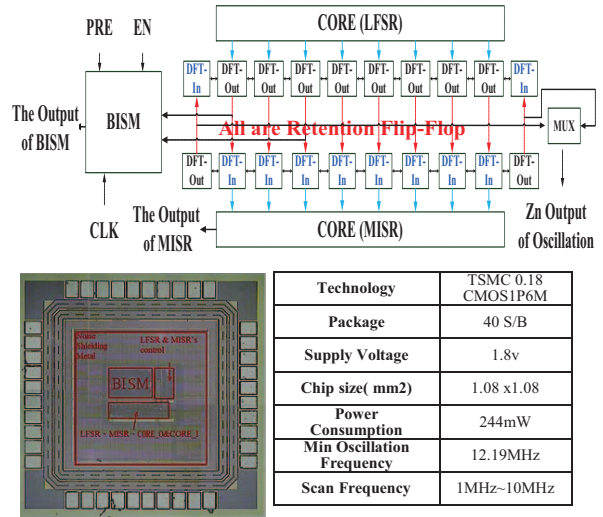 CORE (LFSR)
PRE EN
DFT-In DFT-Out DFT-Out DFT-Out DFT-Out DFT-Out DFT-Out DFT-Out DFT-Out DFT-In
The Output of BISM
BISM
All are Retention Flip-Flop
MUX
DFT-Out DFT-In DFT-In DFT-In DFT-In DFT-In DFT-In DFT-In DFT-In DFT-Out
CLK
The Output of MISR
CORE (MISR)
Zn Output of Oscillation
Noise
Shielding
Metal
LFSR & MISR's
control
BISM
LFSR、MISR、CORE_O&CORE_I
Technology TSMC 0.18 CMOS1P6M
Package 40 S/B
Supply Voltage 1.8v
Chip size( mm2) 1.08 x1.08
Power Consumption 244mW
Min Oscillation Frequency 12.19MHz
Scan Frequency 1MHz~10MHz